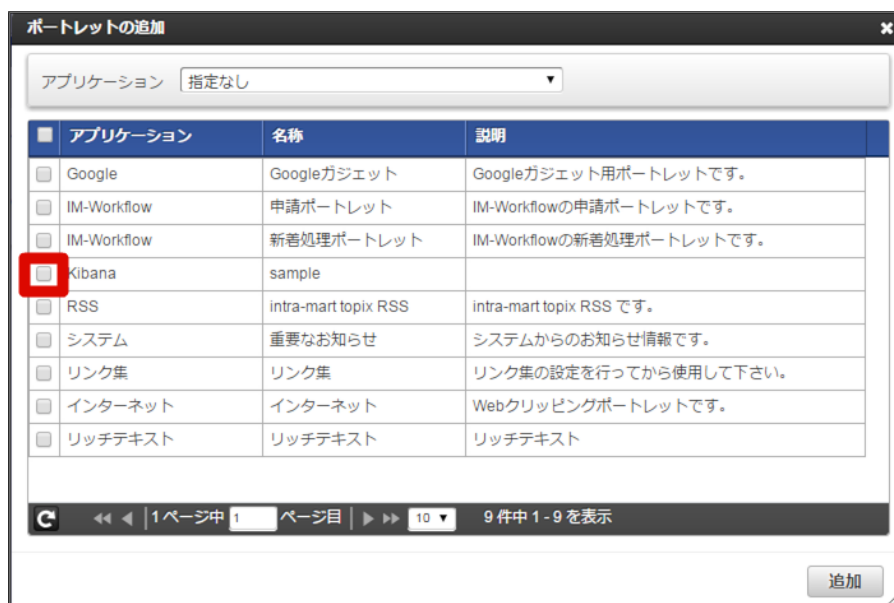 ポートレットの追加
アプリケーション 指定なし
アプリケーション 名称 説明
Google Googleガジェット Googleガジェット用ポートレットです。
IM-Workflow 申請ポートレット IM-Workflowの申請ポートレットです。
IM-Workflow 新着処理ポートレット IM-Workflowの新着処理ポートレットです。
Kibana sample
RSS intra-mart topix RSS intra-mart topix RSS です。
システム 重要なお知らせ システムからのお知らせ情報です。
リンク集 リンク集 リンク集の設定を行ってから使用して下さい。
インターネット インターネット Webクリッピングポートレットです。
リッチテキスト リッチテキスト リッチテキスト
1 ページ中 1 ページ目 10 9 件中 1 - 9 を表示
追加